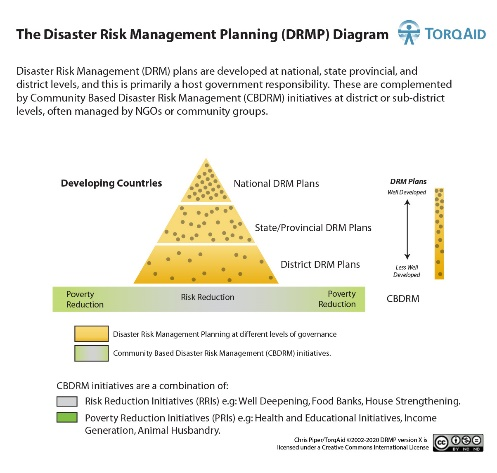 The Disaster Risk Management Planning (DRMP) Diagram
TORQAID
Disaster Risk Management (DRM) plans are developed at national, state provincial, and
district levels, and this is primarily a host government responsibility. These are complemented
by Community Based Disaster Risk Management (CBDRM) initiatives at district or sub-district
levels, often managed by NGOs or community groups.
Developing Countries
National DRM Plans
State/Provincial DRM Plans
District DRM Plans
DRM Plans
Well Developed
Less Well
Developed
Poverty
Reduction
Risk Reduction
Poverty
Reduction
CBDRM
Disaster Risk Management Planning at different levels of governance
Community Based Disaster Risk Management (CBDRM) initiatives.
CBDRM initiatives are a combination of:
Risk Reduction Initiatives (RRIs) e.g: Well Deepening, Food Banks, House Strengthening.
Poverty Reduction Initiatives (PRIs) e.g: Health and Educational Initiatives, Income
Generation, Animal Husbandry.
Chris Piper/TorqAid ©2002-2020 DRMP version X is
licensed under a Creative Commons International License
cc
BY NC ND